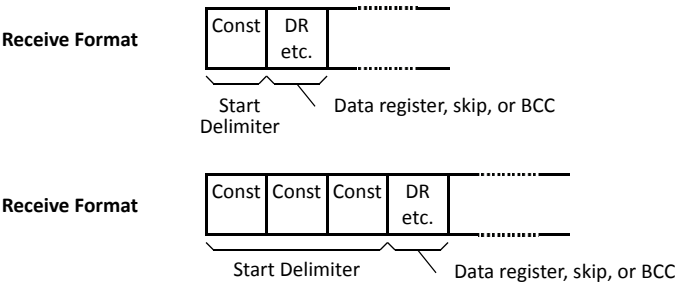 Receive Format
Const DR
etc.
Start
Delimiter
Data register, skip, or BCC
Receive Format
Const Const Const DR
etc.
Start Delimiter
Data register, skip, or BCC